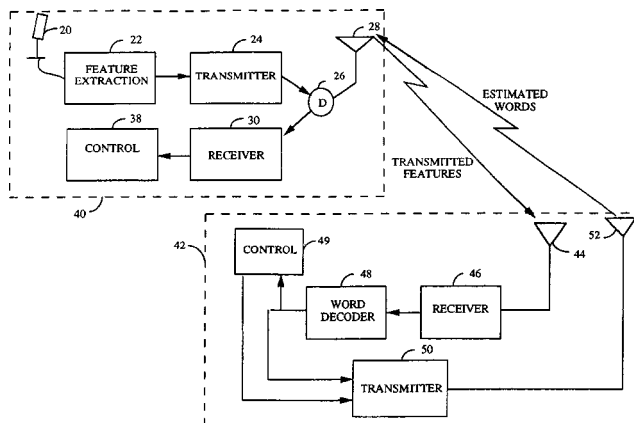 20
22
FEATURE
EXTRACTION
24
TRANSMITTER
26
D
28
38
CONTROL
30
RECEIVER
40
ESTIMATED
WORDS
TRANSMITTED
FEATURES
42
CONTROL
49
48
WORD
DECODER
46
RECEIVER
44
52
50
TRANSMITTER